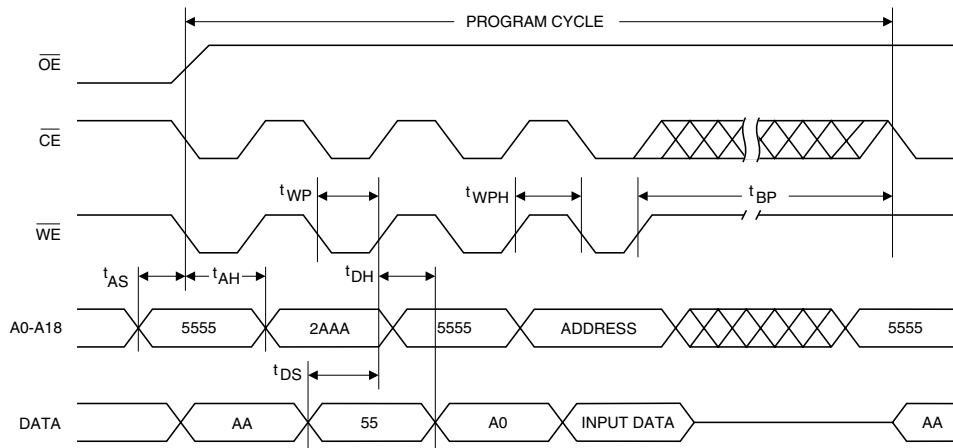 PROGRAM CYCLE
OE
CE
tWP
tWPH
tBP
WE
tAS
tAH
tDH
A0-A18
5555
2AAA
5555
ADDRESS
5555
tDS
DATA
AA
55
A0
INPUT DATA
AA